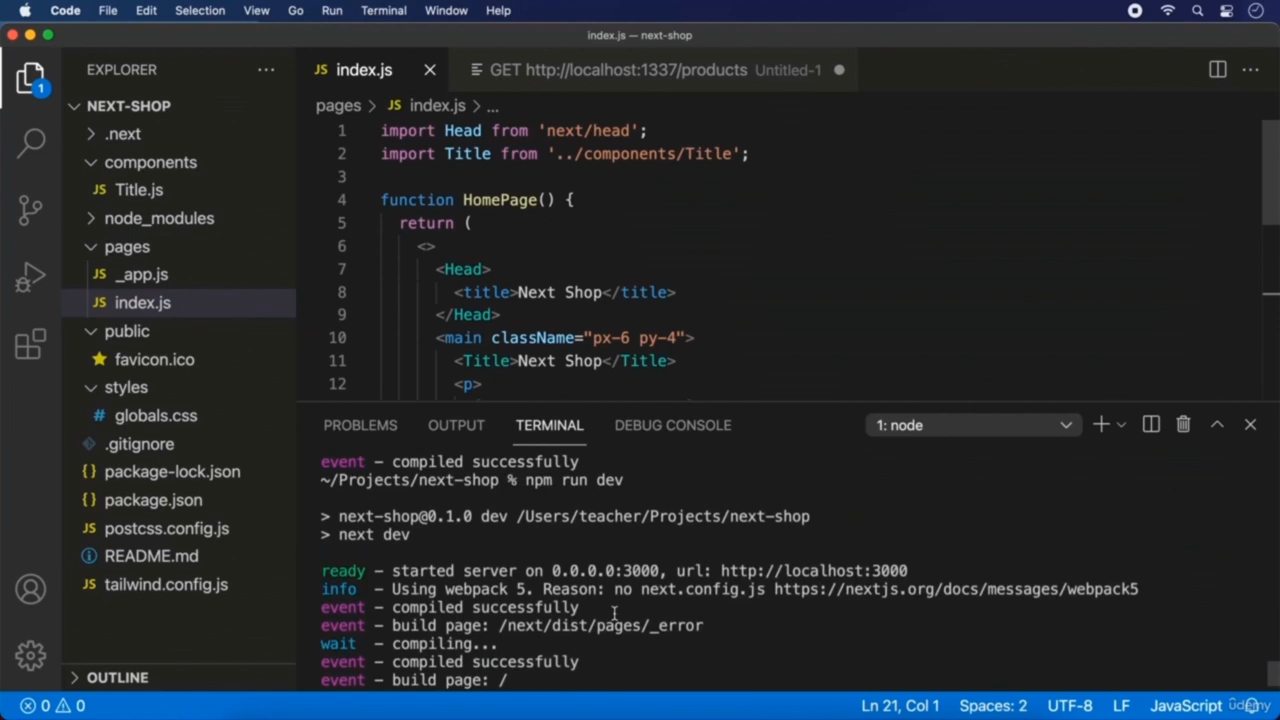 Code File Edit Selection View Go Run Terminal Window Help
index.js — next-shop
EXPLORER
1
NEXT-SHOP
.next
components
JS Title.js
node_modules
pages
JS _app.js
JS index.js
public
favicon.ico
styles
# globals.css
.gitignore
{} package-lock.json
{} package.json
JS postcss.config.js
README.md
JS tailwind.config.js
OUTLINE
JS index.js
GET http://localhost:1337/products Untitled-1
pages > JS index.js > ...
1 import Head from 'next/head';
2 import Title from '../components/Title';
3
4 function HomePage() {
5 return (
6 <>
7 <Head>
8 <title>Next Shop</title>
9 </Head>
10 <main className="px-6 py-4">
11 <Title>Next Shop</Title>
12 <p>
PROBLEMS OUTPUT TERMINAL DEBUG CONSOLE 1: node
event - compiled successfully
~/Projects/next-shop % npm run dev
> next-shop@0.1.0 dev /Users/teacher/Projects/next-shop
> next dev
ready - started server on 0.0.0.0:3000, url: http://localhost:3000
info - Using webpack 5. Reason: no next.config.js https://nextjs.org/docs/messages/webpack5
event - compiled successfully
event - build page: /next/dist/pages/_error
wait - compiling...
event - compiled successfully
event - build page: /
0 0 Ln 21, Col 1 Spaces: 2 UTF-8 LF JavaScript
udemy